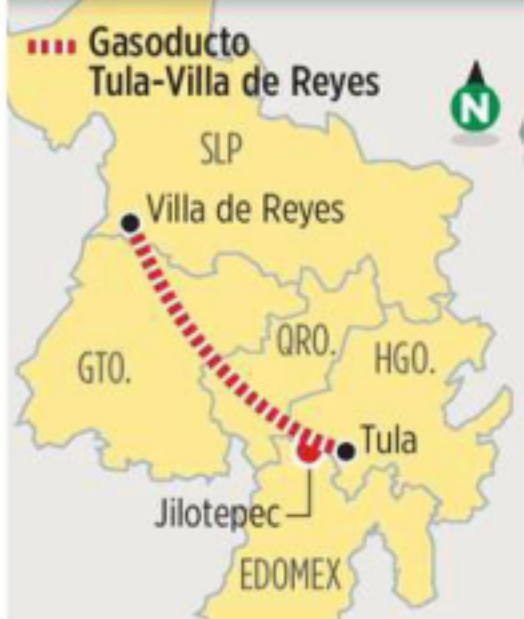 Gasoducto
Tula-Villa de Reyes
N
SLP
Villa de Reyes
QRO.
HGO.
GTO.
Tula
Jilotepec
EDOMEX